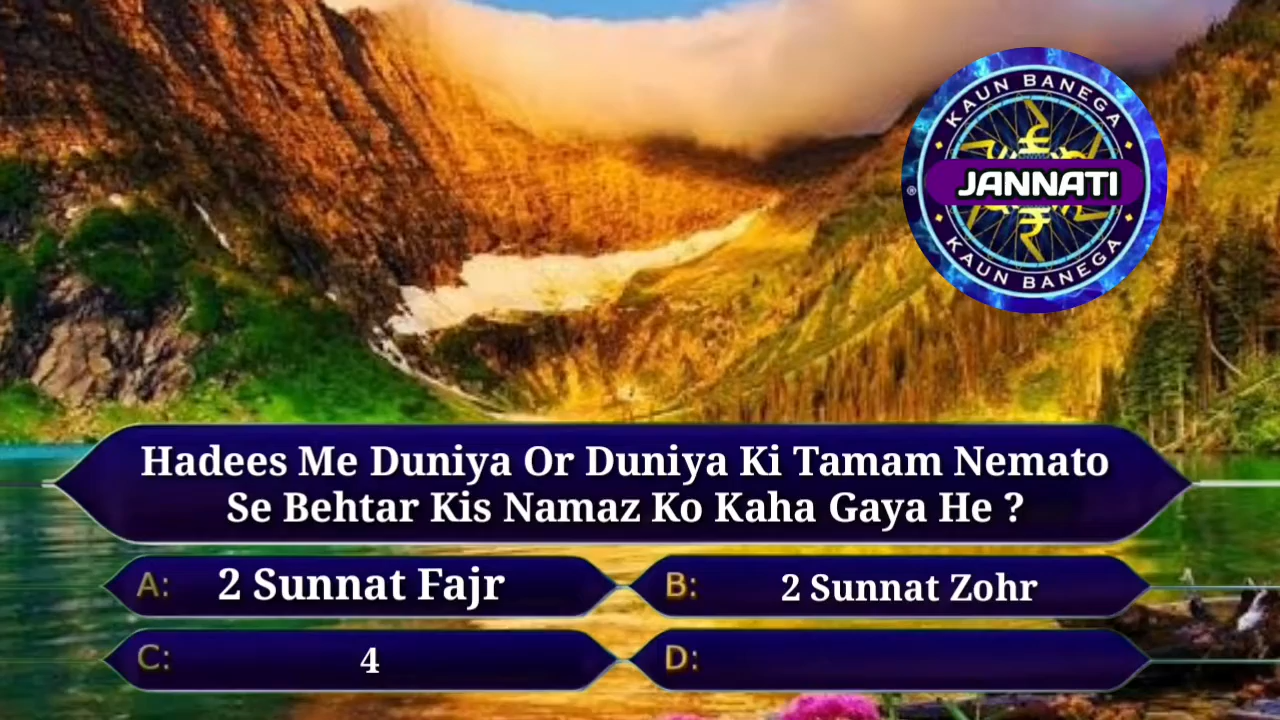 KAUN BANEGA
JANNATI
KAUN BANEGA
®
Hadees Me Duniya Or Duniya Ki Tamam Nemato
Se Behtar Kis Namaz Ko Kaha Gaya He ?
A: 2 Sunnat Fajr
B: 2 Sunnat Zohr
C: 4
D: